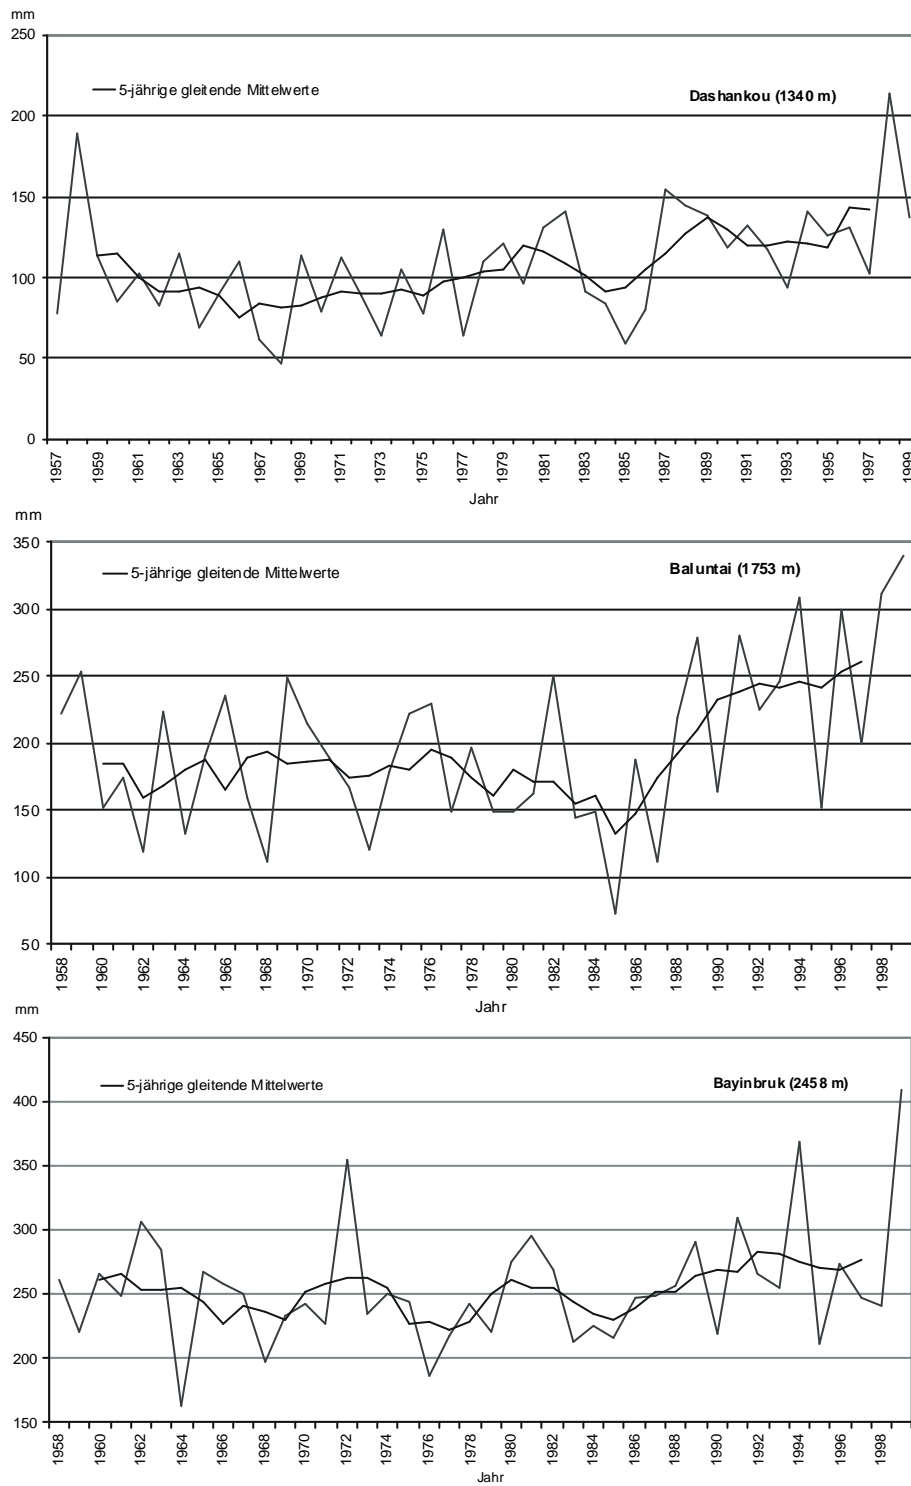 mm
250
200
150
100
50
0
5-jährige gleitende Mittelwerte
Dashankou (1340 m)
1957 1959 1961 1963 1965 1967 1969 1971 1973 1975 1977 1979 1981 1983 1985 1987 1989 1991 1993 1995 1997 1999
Jahr
mm
350
300
250
200
150
100
50
5-jährige gleitende Mittelwerte
Baluntai (1753 m)
1958 1960 1962 1964 1966 1968 1970 1972 1974 1976 1978 1980 1982 1984 1986 1988 1990 1992 1994 1996 1998
Jahr
mm
450
400
350
300
250
200
150
5-jährige gleitende Mittelwerte
Bayinbruk (2458 m)
1958 1960 1962 1964 1966 1968 1970 1972 1974 1976 1978 1980 1982 1984 1986 1988 1990 1992 1994 1996 1998
Jahr